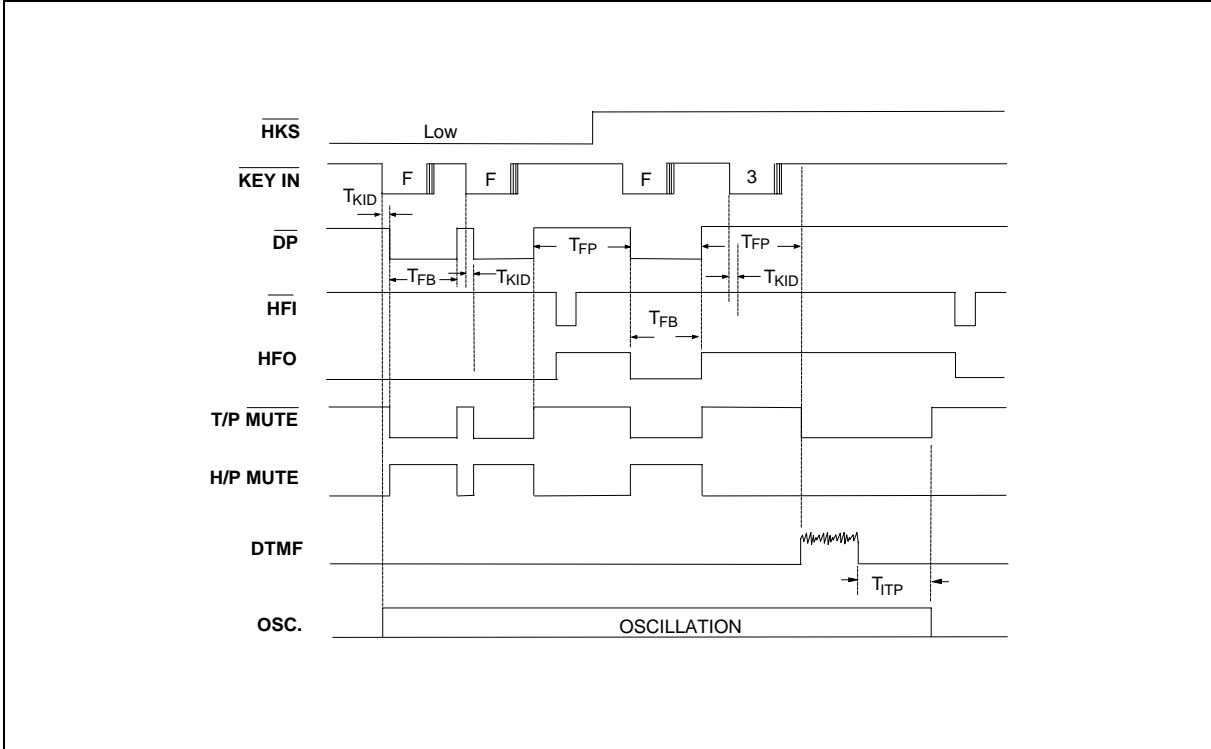 HKS
Low
KEY IN
F
F
F
3
TKID
DP
TFP
TFP
TFB
TKID
TKID
HFI
TFB
HFO
T/P MUTE
H/P MUTE
DTMF
TITP
OSC.
OSCILLATION